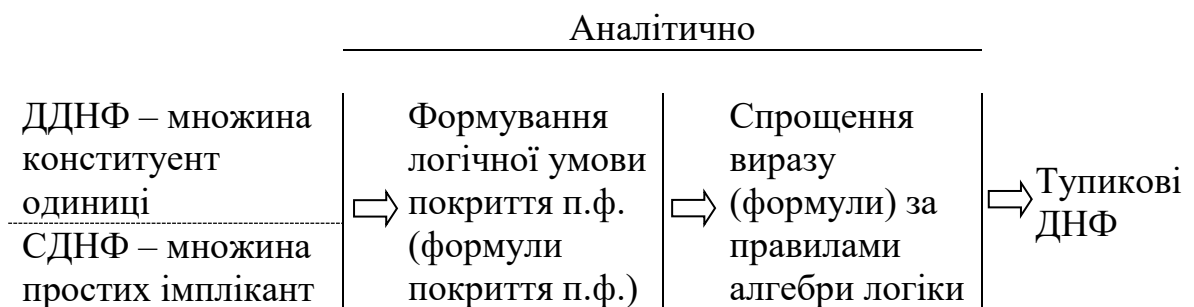 Аналітично
ДДНФ – множина
конституент
одиниці
СДНФ – множина
простих імплікант
Формування
логічної умови
покриття п.ф.
(формули
покриття п.ф.)
Спрощення
виразу
(формули) за
правилами
алгебри логіки
Тупикові
ДНФ